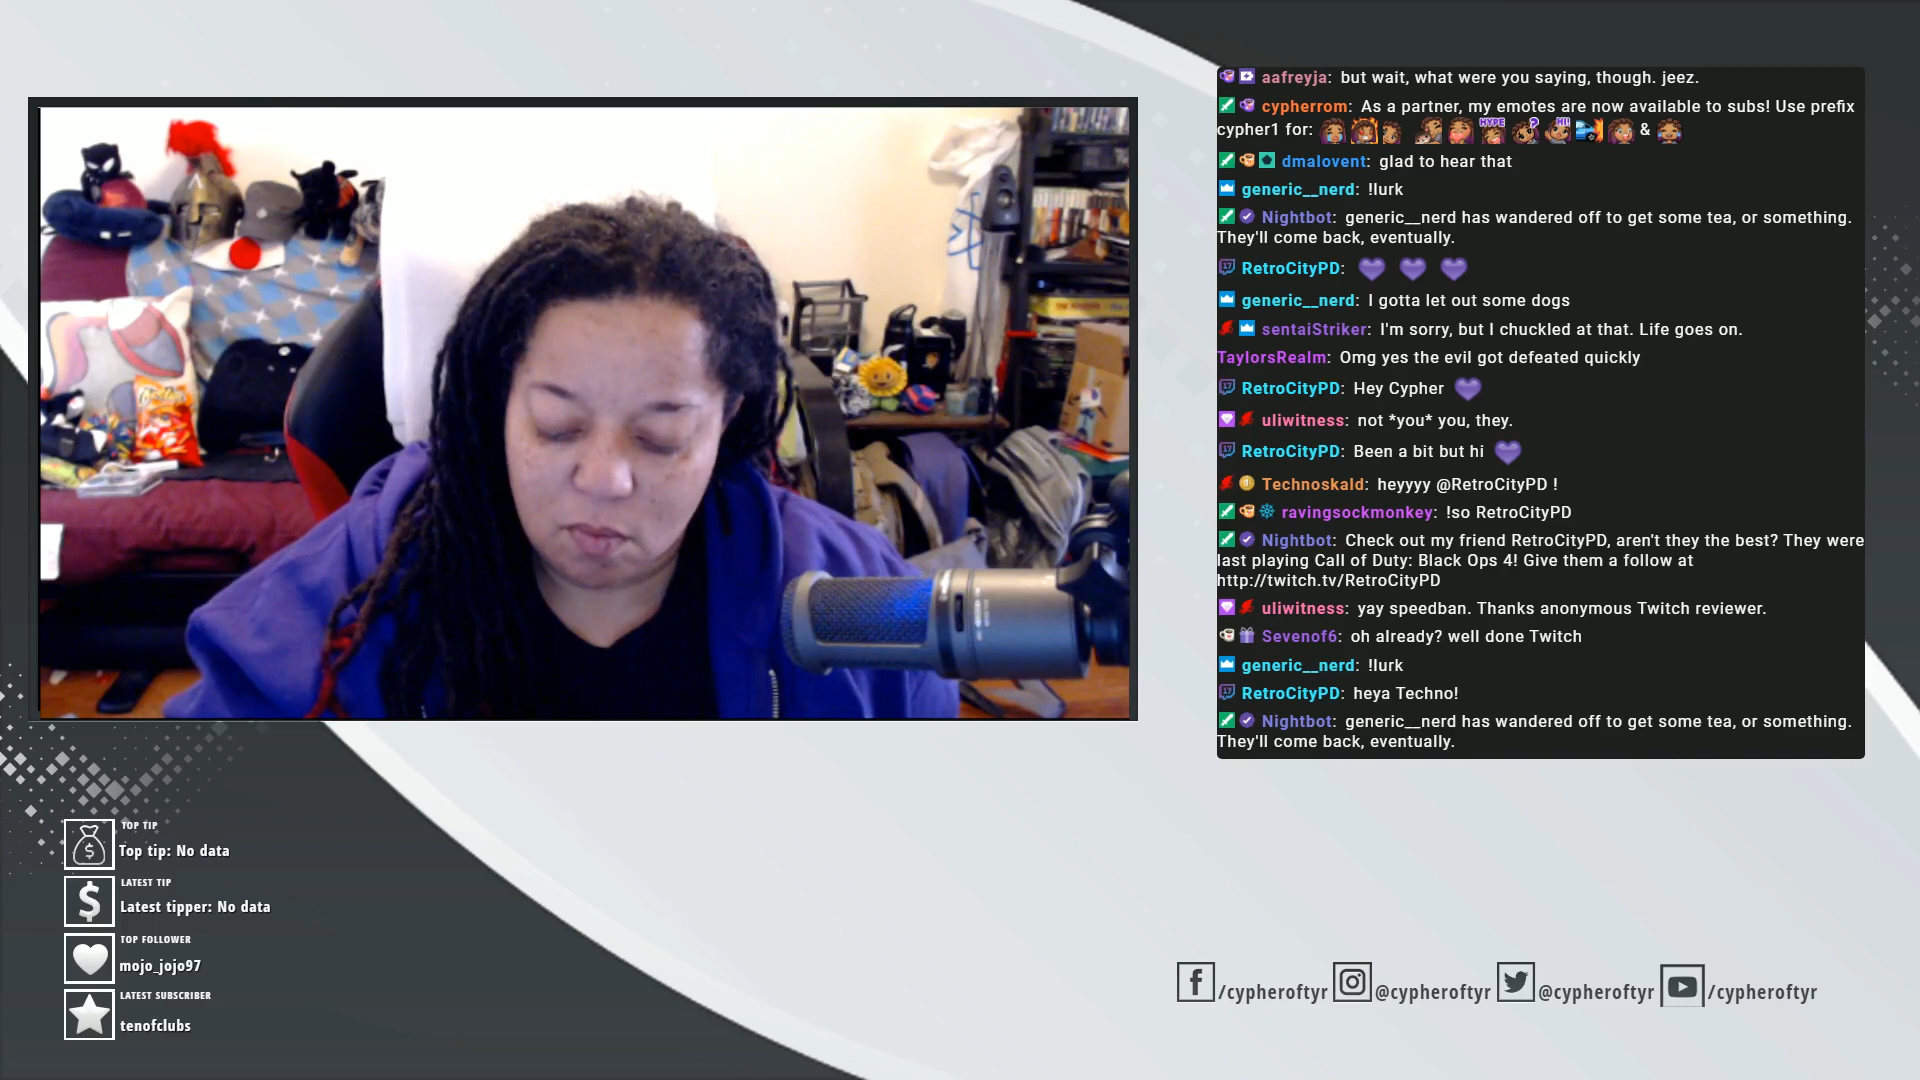 aafreyja: but wait, what were you saying, though. jeez.
cypherrom: As a partner, my emotes are now available to subs! Use prefix
cypher1 for: HYPE ? HI! &
dmalovent: glad to hear that
generic__nerd: !lurk
Nightbot: generic__nerd has wandered off to get some tea, or something.
They'll come back, eventually.
RetroCityPD:
generic__nerd: I gotta let out some dogs
sentaiStriker: I'm sorry, but I chuckled at that. Life goes on.
TaylorsRealm: Omg yes the evil got defeated quickly
RetroCityPD: Hey Cypher
uliwitness: not *you* you, they.
RetroCityPD: Been a bit but hi
Technoskald: heyyyy @RetroCityPD !
ravingsockmonkey: !so RetroCityPD
Nightbot: Check out my friend RetroCityPD, aren't they the best? They were
last playing Call of Duty: Black Ops 4! Give them a follow at
http://twitch.tv/RetroCityPD
uliwitness: yay speedban. Thanks anonymous Twitch reviewer.
Sevenof6: oh already? well done Twitch
generic__nerd: !lurk
RetroCityPD: heya Techno!
Nightbot: generic__nerd has wandered off to get some tea, or something.
They'll come back, eventually.
TOP TIP
Top tip: No data
LATEST TIP
Latest tipper: No data
TOP FOLLOWER
mojo_jojo97
LATEST SUBSCRIBER
tenofclubs
/cypheroftyr @cypheroftyr @cypheroftyr /cypheroftyr